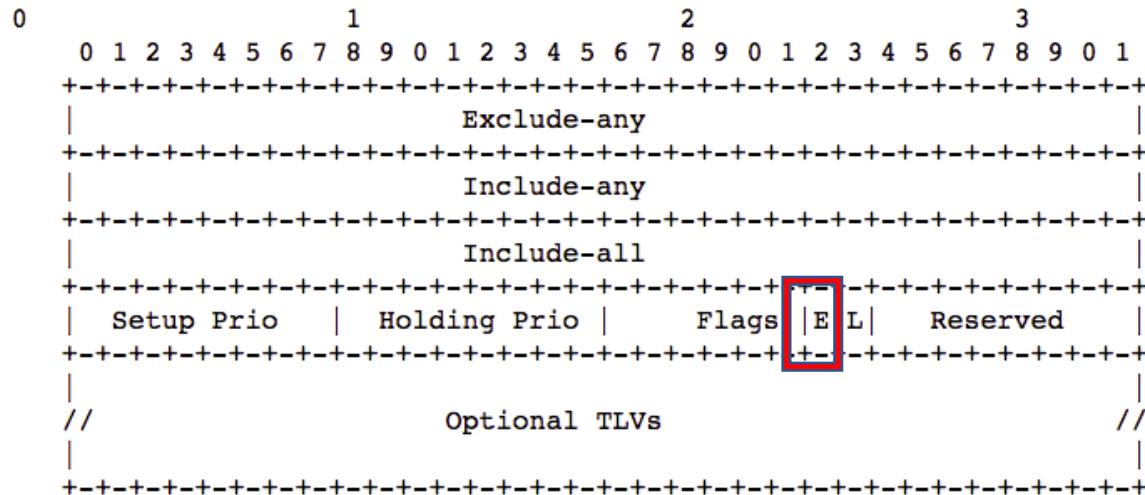 0                   1                   2                   3
 0 1 2 3 4 5 6 7 8 9 0 1 2 3 4 5 6 7 8 9 0 1 2 3 4 5 6 7 8 9 0 1
+-+-+-+-+-+-+-+-+-+-+-+-+-+-+-+-+-+-+-+-+-+-+-+-+-+-+-+-+-+-+-+-+
|                       Exclude-any                             |
+-+-+-+-+-+-+-+-+-+-+-+-+-+-+-+-+-+-+-+-+-+-+-+-+-+-+-+-+-+-+-+-+
|                       Include-any                             |
+-+-+-+-+-+-+-+-+-+-+-+-+-+-+-+-+-+-+-+-+-+-+-+-+-+-+-+-+-+-+-+-+
|                       Include-all                             |
+-+-+-+-+-+-+-+-+-+-+-+-+-+-+-+-+-+-+-+-+-+-+-+-+-+-+-+-+-+-+-+-+
|  Setup Prio   | Holding Prio |     Flags |E|L|   Reserved    |
+-+-+-+-+-+-+-+-+-+-+-+-+-+-+-+-+-+-+-+-+-+-+-+-+-+-+-+-+-+-+-+-+
|                                                               |
//                     Optional TLVs                           //
|                                                               |
+-+-+-+-+-+-+-+-+-+-+-+-+-+-+-+-+-+-+-+-+-+-+-+-+-+-+-+-+-+-+-+-+